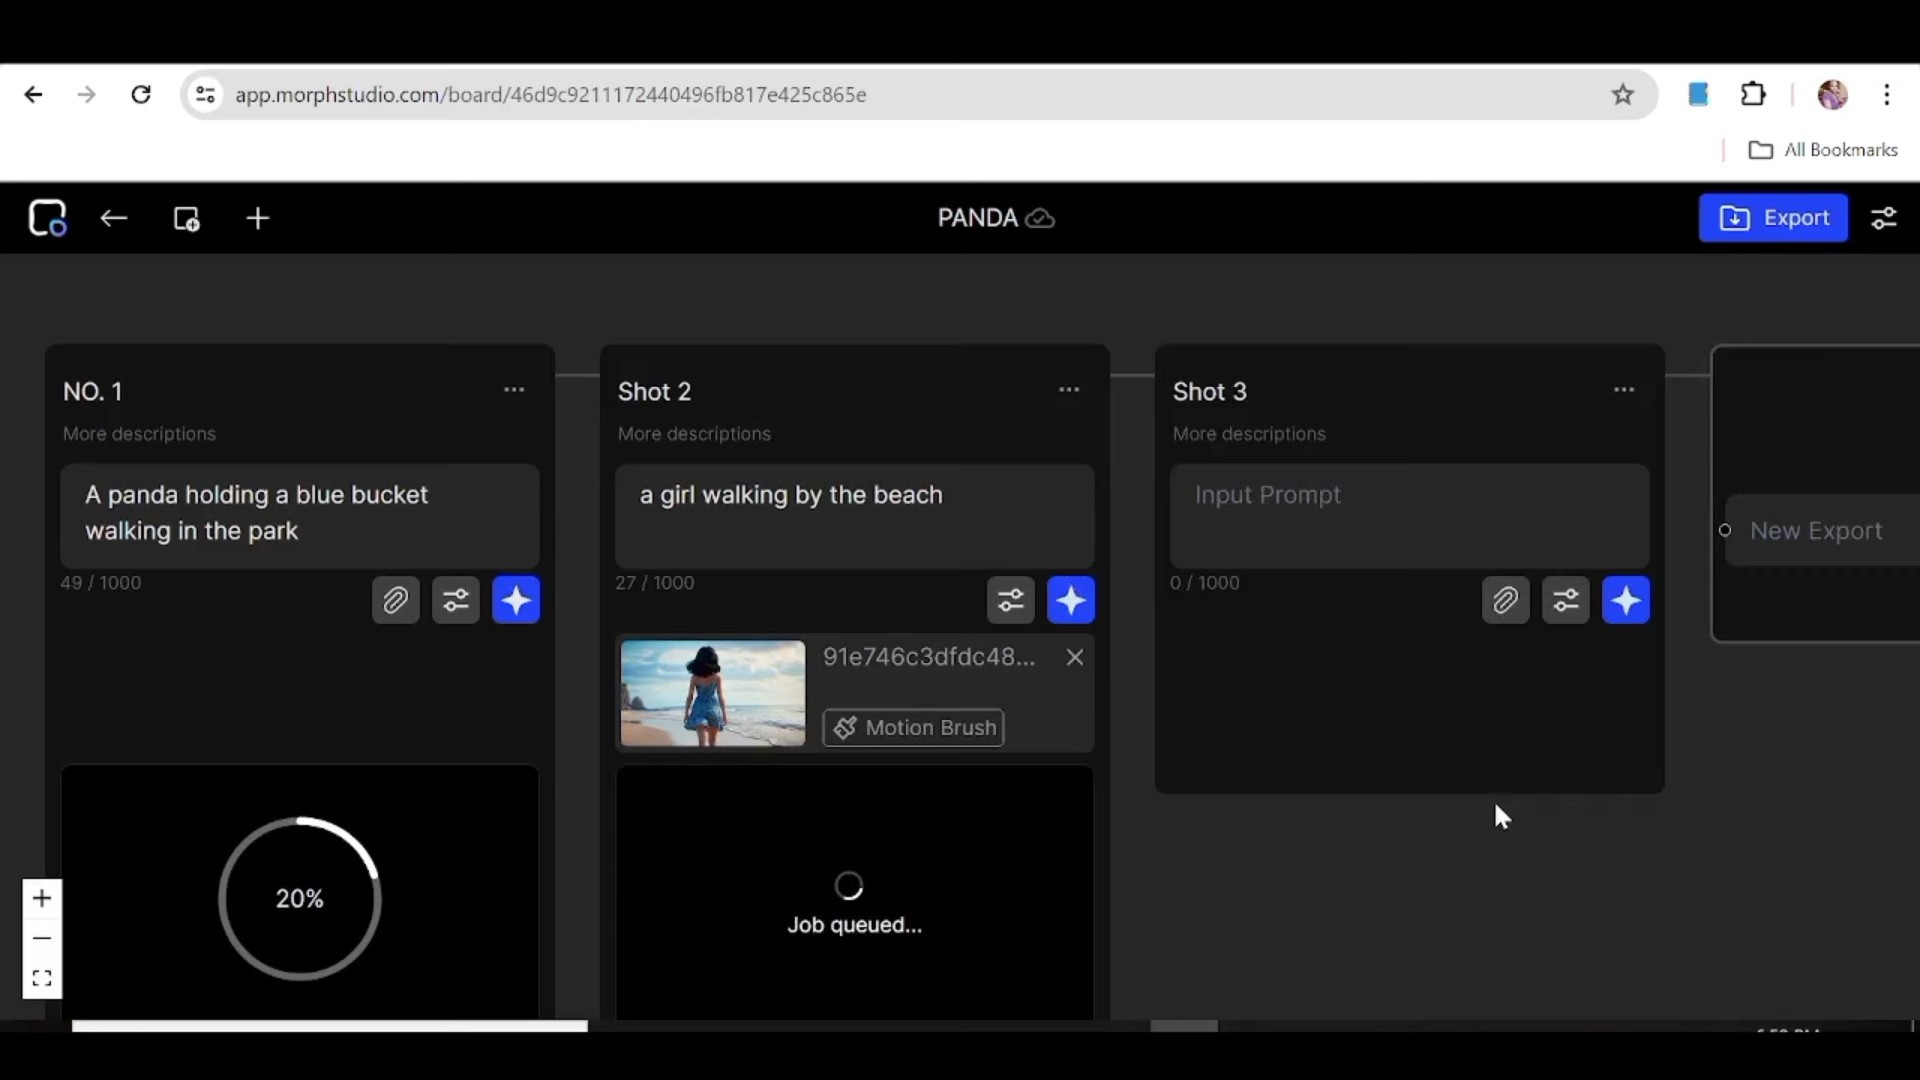 app.morphstudio.com/board/46d9c9211172440496fb817e425c865e
All Bookmarks
PANDA
Export
NO. 1
More descriptions
A panda holding a blue bucket
walking in the park
49 / 1000
20%
Shot 2
More descriptions
a girl walking by the beach
27 / 1000
91e746c3dfdc48...
Motion Brush
Job queued...
Shot 3
More descriptions
Input Prompt
0 / 1000
New Export